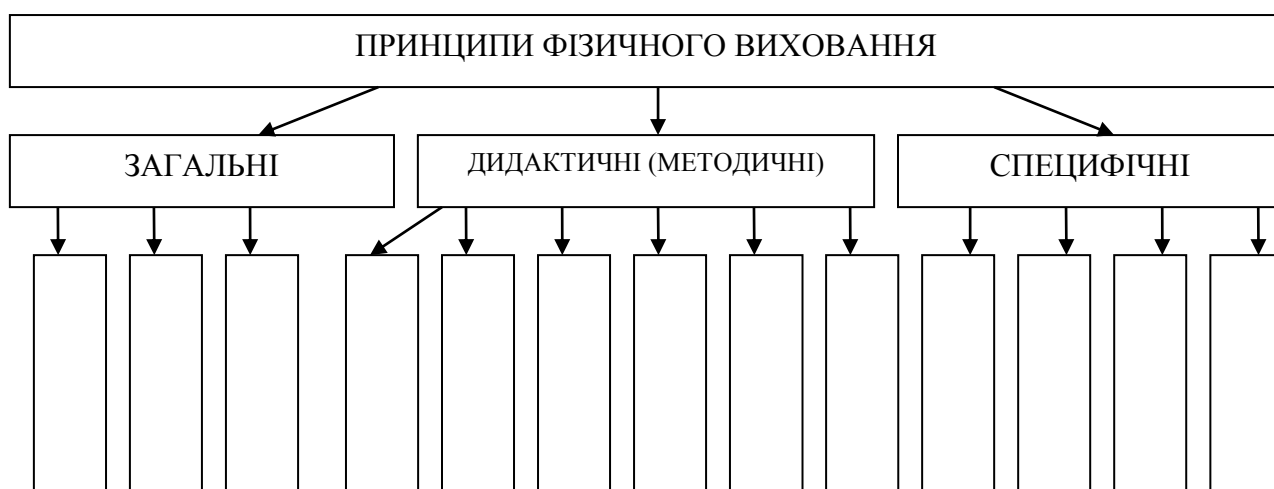 ПРИНЦИПИ ФІЗИЧНОГО ВИХОВАННЯ
ЗАГАЛЬНІ
ДИДАКТИЧНІ (МЕТОДИЧНІ)
СПЕЦИФІЧНІ